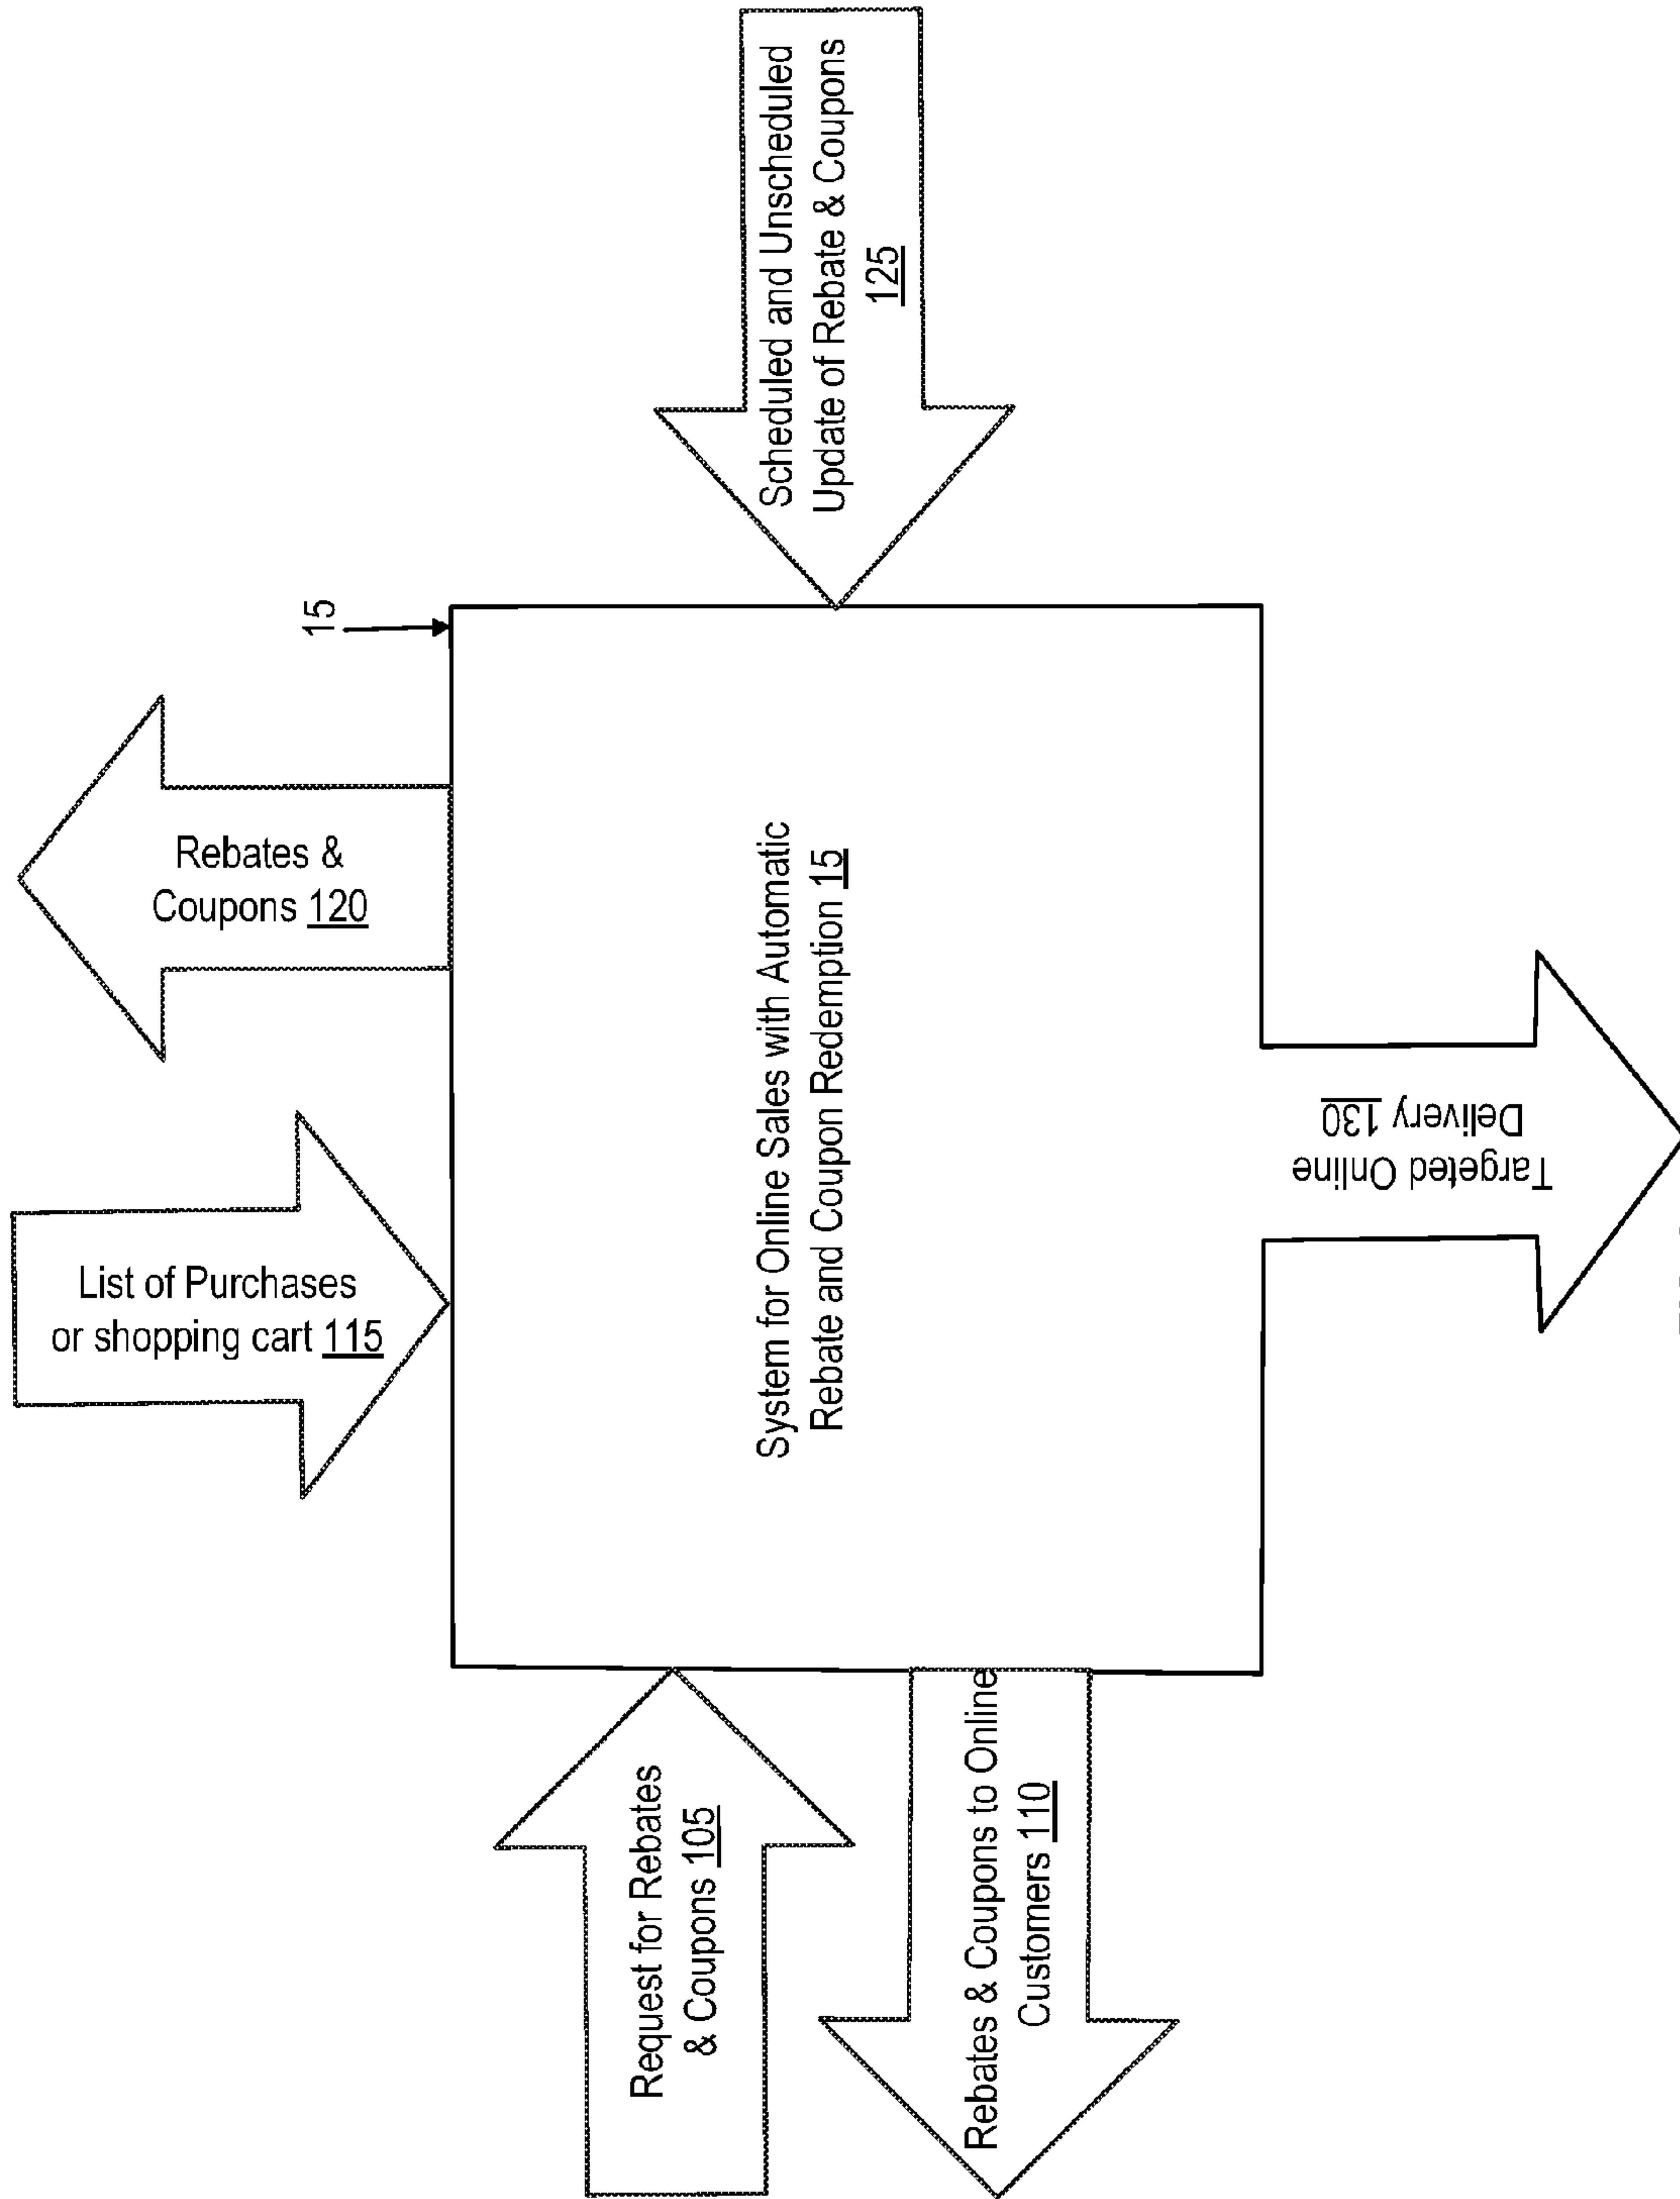 Scheduled and Unscheduled
Update of Rebate & Coupons
125
15
Rebates &
Coupons 120
List of Purchases
or shopping cart 115
System for Online Sales with Automatic
Rebate and Coupon Redemption 15
Targeted Online
Delivery 130
Request for Rebates
& Coupons 105
Rebates & Coupons to Online
Customers 110